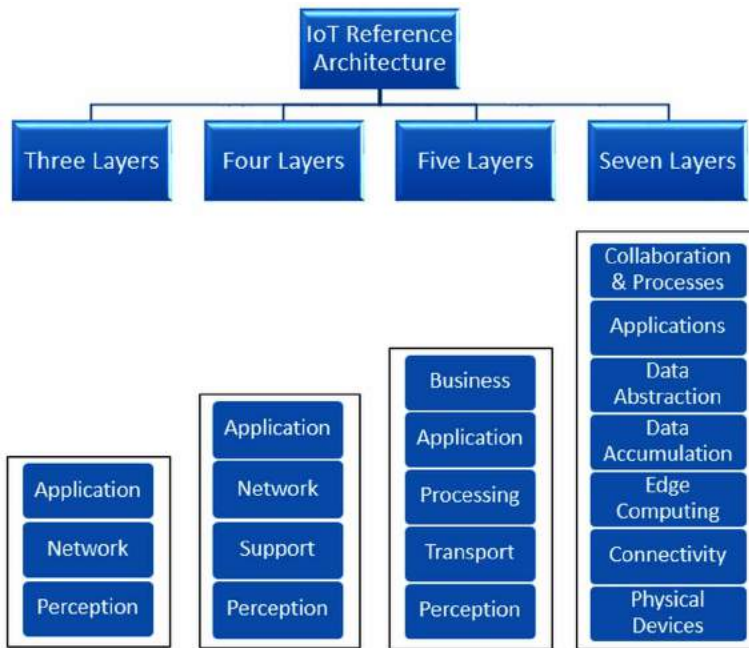 IoT Reference
Architecture
Three Layers
Four Layers
Five Layers
Seven Layers
Application
Network
Perception
Application
Network
Support
Perception
Business
Application
Processing
Transport
Perception
Collaboration
& Processes
Applications
Data
Abstraction
Data
Accumulation
Edge
Computing
Connectivity
Physical
Devices